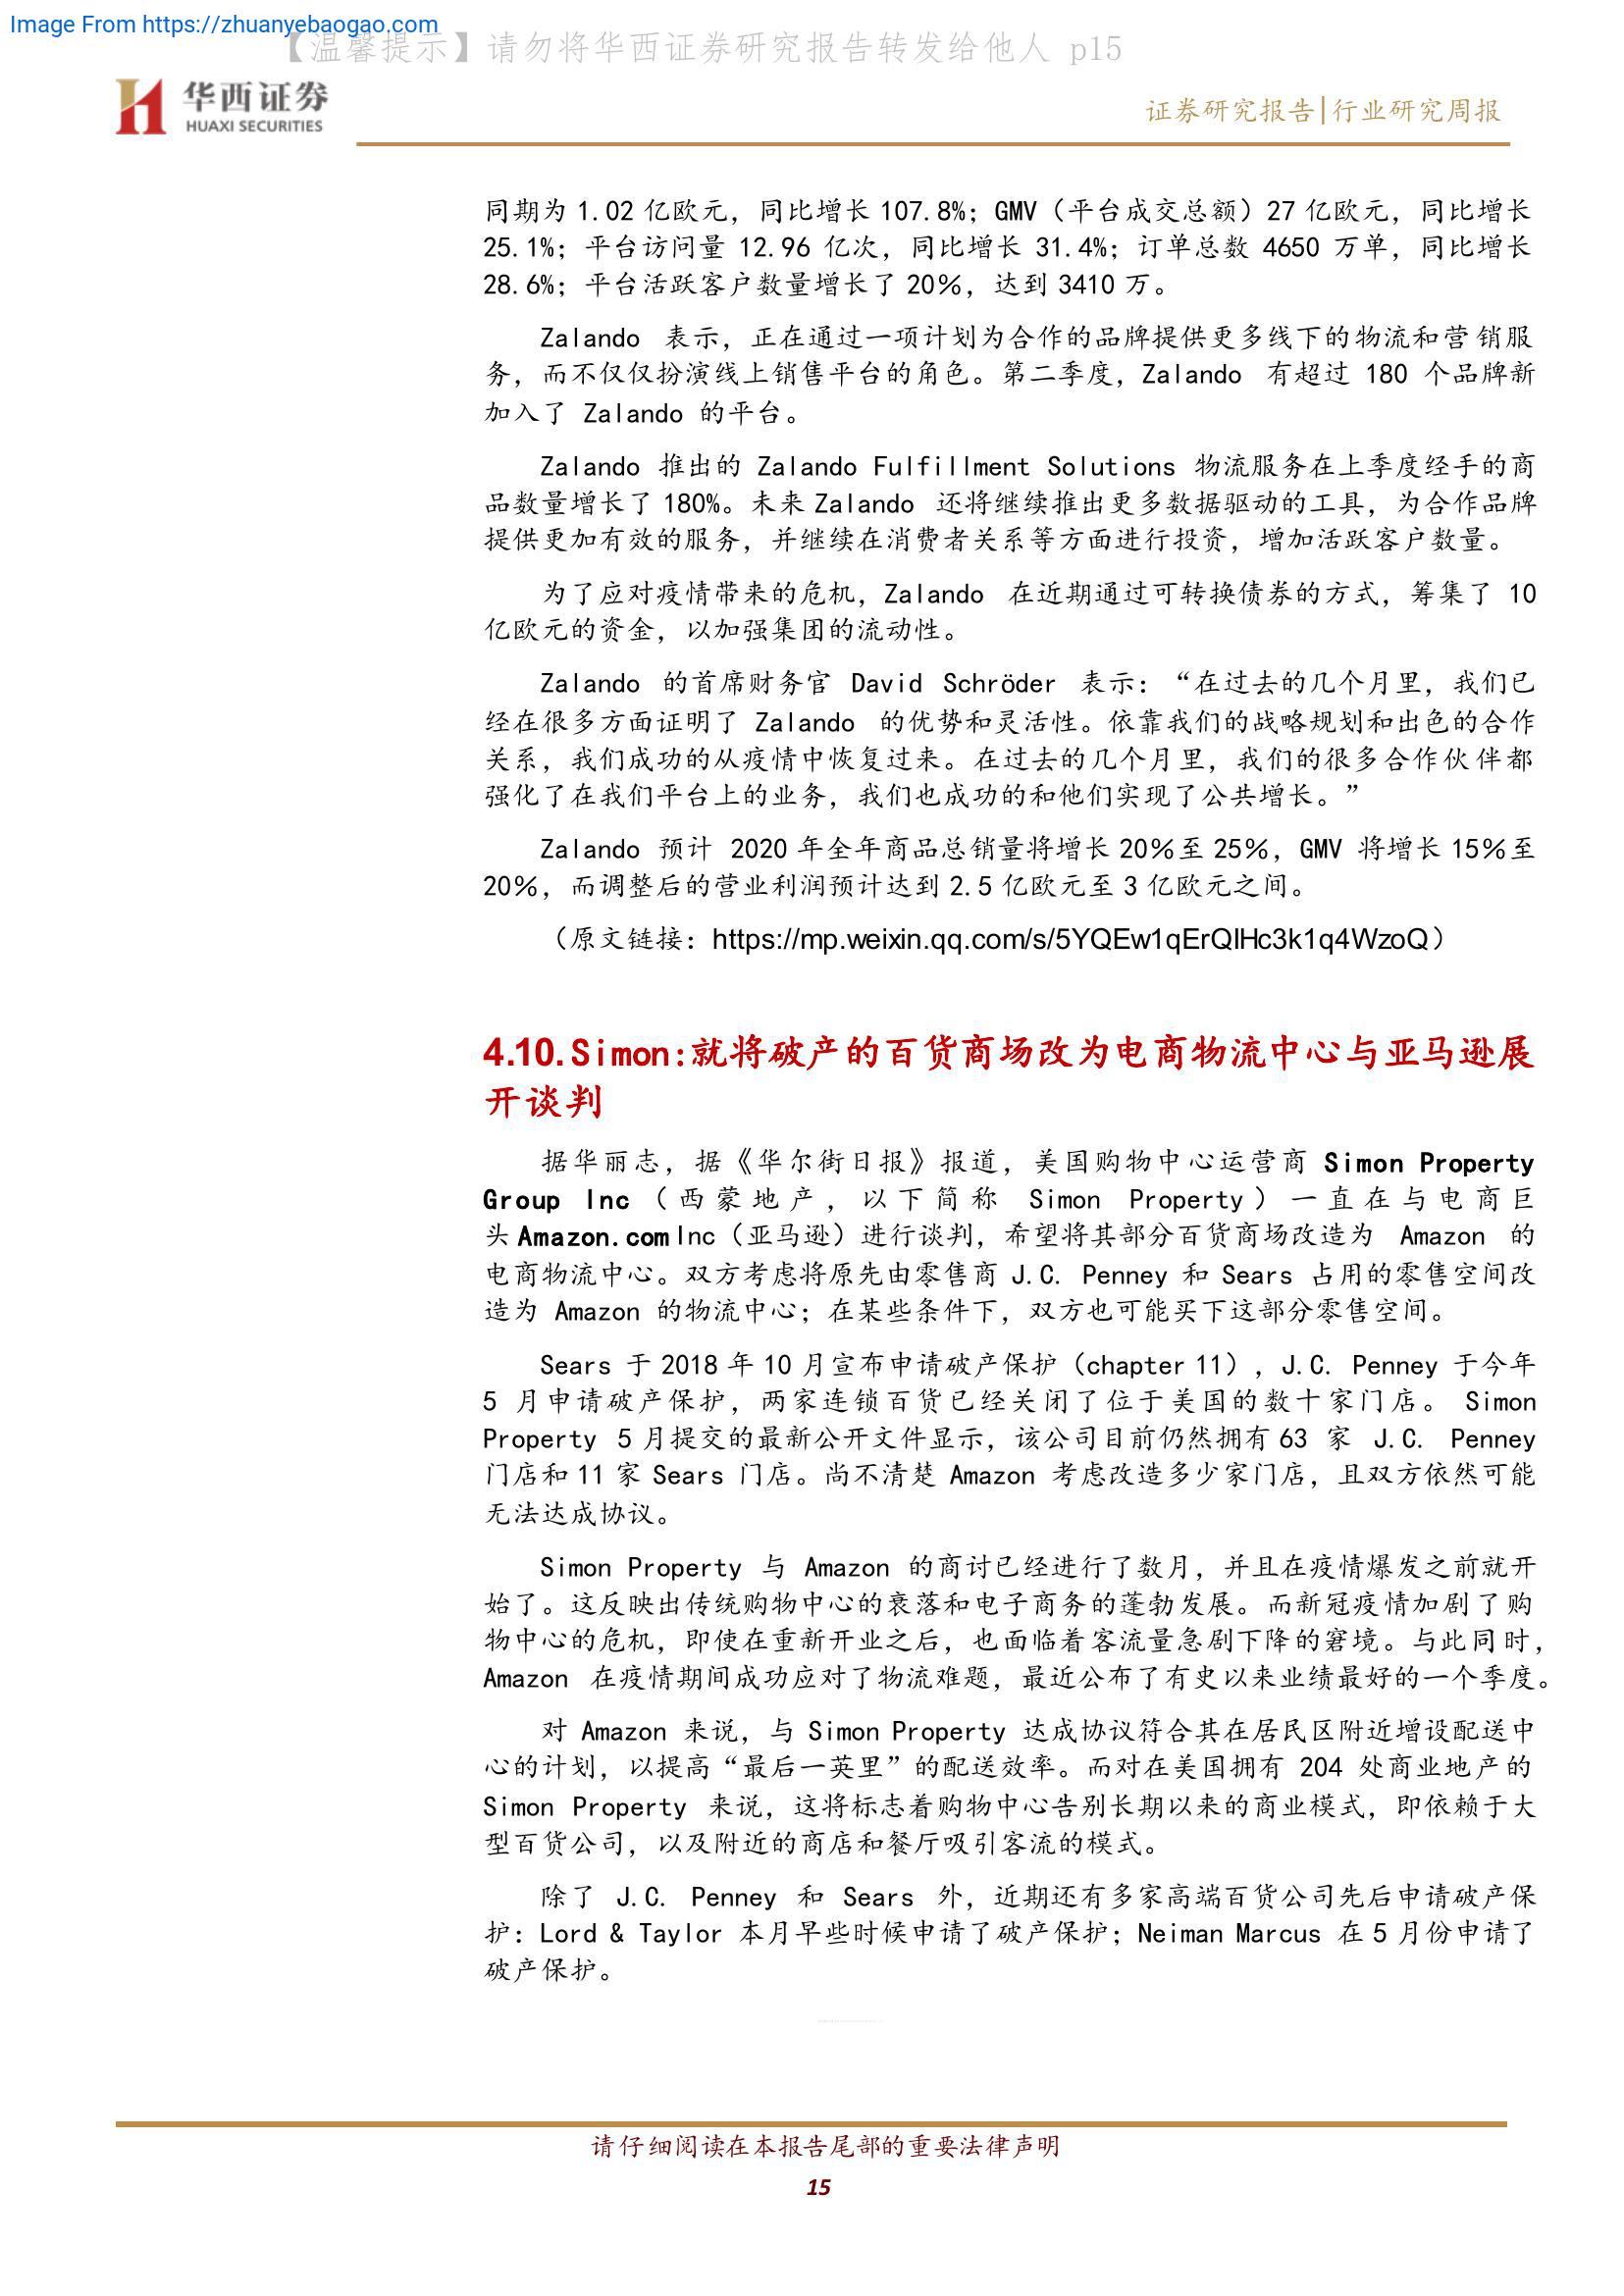 Image From https://zhuanyebaogao.com
【温馨提示】请勿将华西证券研究报告转发给他人 p15
华西证券
HUAXI SECURITIES
证券研究报告|行业研究周报
同期为 1.02 亿欧元，同比增长 107.8%；GMV（平台成交总额）27 亿欧元，同比增长
25.1%；平台访问量 12.96 亿次，同比增长 31.4%；订单总数 4650 万单，同比增长
28.6%；平台活跃客户数量增长了 20%，达到 3410 万。
Zalando 表示，正在通过一项计划为合作的品牌提供更多线下的物流和营销服
务，而不仅仅扮演线上销售平台的角色。第二季度，Zalando 有超过 180 个品牌新
加入了 Zalando 的平台。
Zalando 推出的 Zalando Fulfillment Solutions 物流服务在上季度经手的商
品数量增长了 180%。未来 Zalando 还将继续推出更多数据驱动的工具，为合作品牌
提供更加有效的服务，并继续在消费者关系等方面进行投资，增加活跃客户数量。
为了应对疫情带来的危机，Zalando 在近期通过可转换债券的方式，筹集了 10
亿欧元的资金，以加强集团的流动性。
Zalando 的首席财务官 David Schröder 表示：“在过去的几个月里，我们已
经在很多方面证明了 Zalando 的优势和灵活性。依靠我们的战略规划和出色的合作
关系，我们成功的从疫情中恢复过来。在过去的几个月里，我们的很多合作伙伴都
强化了在我们平台上的业务，我们也成功的和他们实现了公共增长。”
Zalando 预计 2020 年全年商品总销量将增长 20%至 25%，GMV 将增长 15%至
20%，而调整后的营业利润预计达到 2.5 亿欧元至 3 亿欧元之间。
（原文链接：https://mp.weixin.qq.com/s/5YQEw1qErQIHc3k1q4WzoQ）
4.10.Simon:就将破产的百货商场改为电商物流中心与亚马逊展
开谈判
据华丽志，据《华尔街日报》报道，美国购物中心运营商 Simon Property
Group Inc（西蒙地产，以下简称 Simon Property）一直在与电商巨
头 Amazon.com Inc（亚马逊）进行谈判，希望将其部分百货商场改造为 Amazon 的
电商物流中心。双方考虑将原先由零售商 J.C. Penney 和 Sears 占用的零售空间改
造为 Amazon 的物流中心；在某些条件下，双方也可能买下这部分零售空间。
Sears 于 2018 年 10 月宣布申请破产保护（chapter 11），J.C. Penney 于今年
5 月申请破产保护，两家连锁百货已经关闭了位于美国的数十家门店。 Simon
Property 5 月提交的最新公开文件显示，该公司目前仍然拥有 63 家 J.C. Penney
门店和 11 家 Sears 门店。尚不清楚 Amazon 考虑改造多少家门店，且双方依然可能
无法达成协议。
Simon Property 与 Amazon 的商讨已经进行了数月，并且在疫情爆发之前就开
始了。这反映出传统购物中心的衰落和电子商务的蓬勃发展。而新冠疫情加剧了购
物中心的危机，即使在重新开业之后，也面临着客流量急剧下降的窘境。与此同时，
Amazon 在疫情期间成功应对了物流难题，最近公布了有史以来业绩最好的一个季度。
对 Amazon 来说，与 Simon Property 达成协议符合其在居民区附近增设配送中
心的计划，以提高“最后一英里”的配送效率。而对在美国拥有 204 处商业地产的
Simon Property 来说，这将标志着购物中心告别长期以来的商业模式，即依赖于大
型百货公司，以及附近的商店和餐厅吸引客流的模式。
除了 J.C. Penney 和 Sears 外，近期还有多家高端百货公司先后申请破产保
护：Lord & Taylor 本月早些时候申请了破产保护；Neiman Marcus 在 5 月份申请了
破产保护。
请仔细阅读在本报告尾部的重要法律声明
15